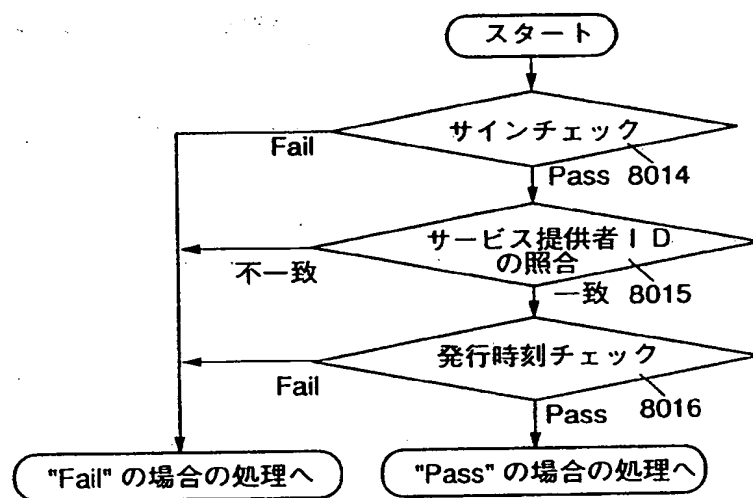 スタート
サインチェック
Fail
Pass 8014
サービス提供者ID
の照合
不一致
一致 8015
発行時刻チェック
Fail
8016
Pass
"Fail" の場合の処理へ
"Pass" の場合の処理へ